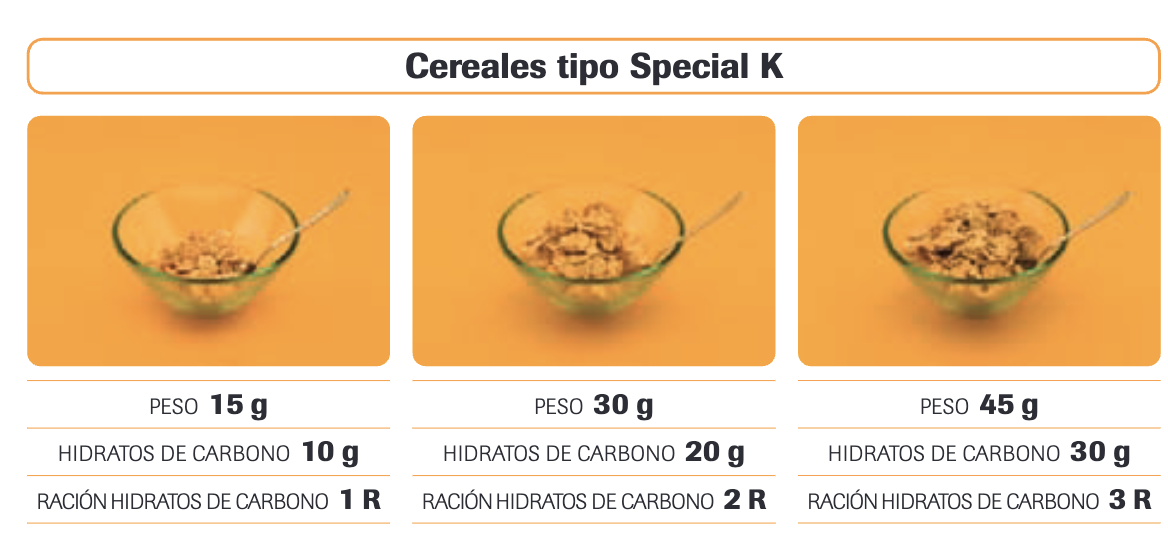 Cereales tipo Special K
PESO 15 g
HIDRATOS DE CARBONO 10 g
RACIÓN HIDRATOS DE CARBONO 1 R
PESO 30 g
HIDRATOS DE CARBONO 20 g
RACIÓN HIDRATOS DE CARBONO 2 R
PESO 45 g
HIDRATOS DE CARBONO 30 g
RACIÓN HIDRATOS DE CARBONO 3 R